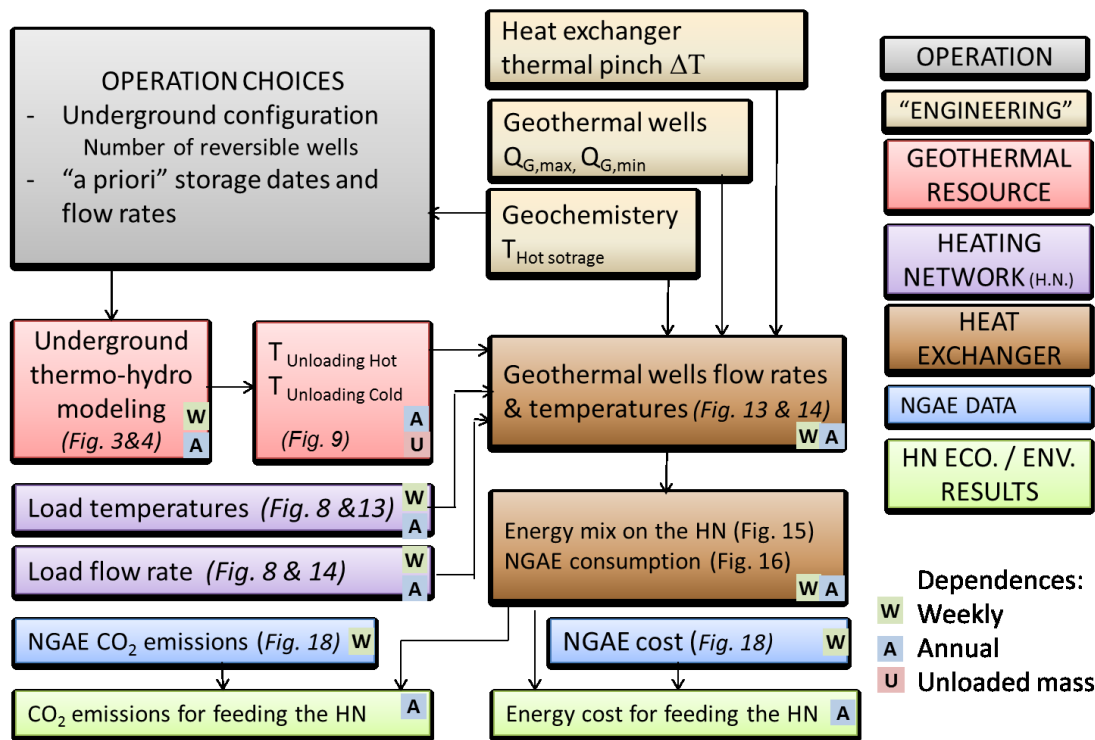 OPERATION CHOICES
- Underground configuration
Number of reversible wells
- “a priori” storage dates and
flow rates
Heat exchanger
thermal pinch ΔT
Geothermal wells
Q_G,max, Q_G,min
Geochemistery
T_Hot sotrage
Underground
thermo-hydro
modeling
(Fig. 3&4)
W
A
T_Unloading Hot
T_Unloading Cold
(Fig. 9)
A
U
Geothermal wells flow rates
& temperatures (Fig. 13 & 14)
W A
Load temperatures (Fig. 8 &13)
W
A
Load flow rate (Fig. 8 & 14)
W
A
Energy mix on the HN (Fig. 15)
NGAE consumption (Fig. 16)
W A
NGAE CO₂ emissions (Fig. 18) W
NGAE cost (Fig. 18) W
CO₂ emissions for feeding the HN A
Energy cost for feeding the HN A
OPERATION
“ENGINEERING”
GEOTHERMAL
RESOURCE
HEATING
NETWORK (H.N.)
HEAT
EXCHANGER
NGAE DATA
HN ECO. / ENV.
RESULTS
Dependences:
W Weekly
A Annual
U Unloaded mass